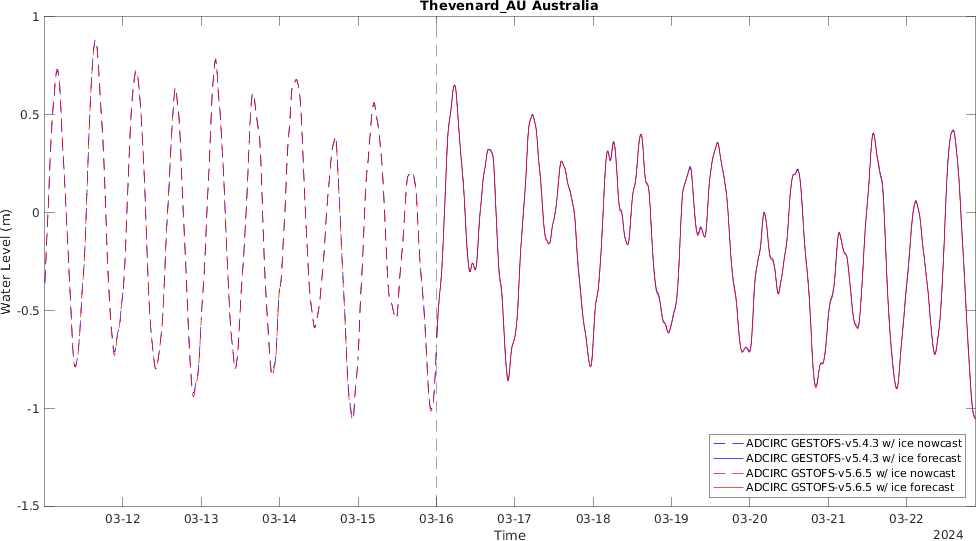 Thevenard_AU Australia
Water Level (m)
1
0.5
0
-0.5
-1
-1.5
ADCIRC GESTOFS-v5.4.3 w/ ice nowcast
ADCIRC GESTOFS-v5.4.3 w/ ice forecast
ADCIRC GSTOFS-v5.6.5 w/ ice nowcast
ADCIRC GSTOFS-v5.6.5 w/ ice forecast
03-12 03-13 03-14 03-15 03-16 03-17 03-18 03-19 03-20 03-21 03-22
Time
2024